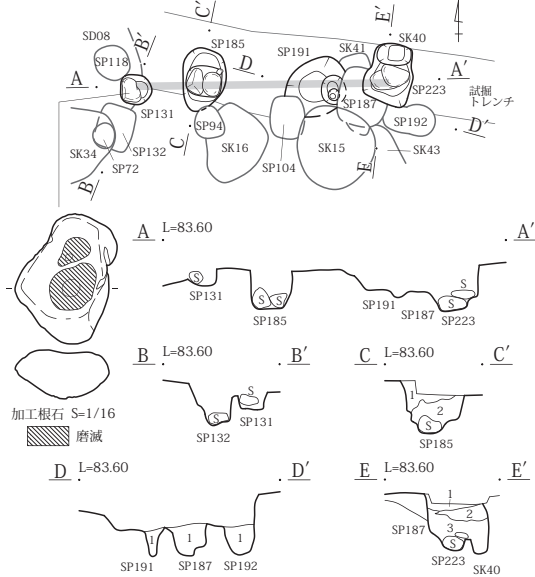 C C′ E E′
SD08 B′ SP185 SP191 SK41 SK40
SP118 D A′
A SP223 試掘
トレンチ
SP131 SP187
SP94 SP192 D′
SK34 SP132 C SK16 SK15 SK43
SP72 SP104 E
B
A L=83.60 A′
S S S S S
SP131 SP185 SP191 SP187 SP223
B L=83.60 B′
S S
SP132 SP131
C L=83.60 C′
1 2 S
SP185
加工根石 S=1/16
磨滅
D L=83.60 D′
1 1 1
SP191 SP187 SP192
E L=83.60 E′
1
2
3
S
SP187
SP223 SK40